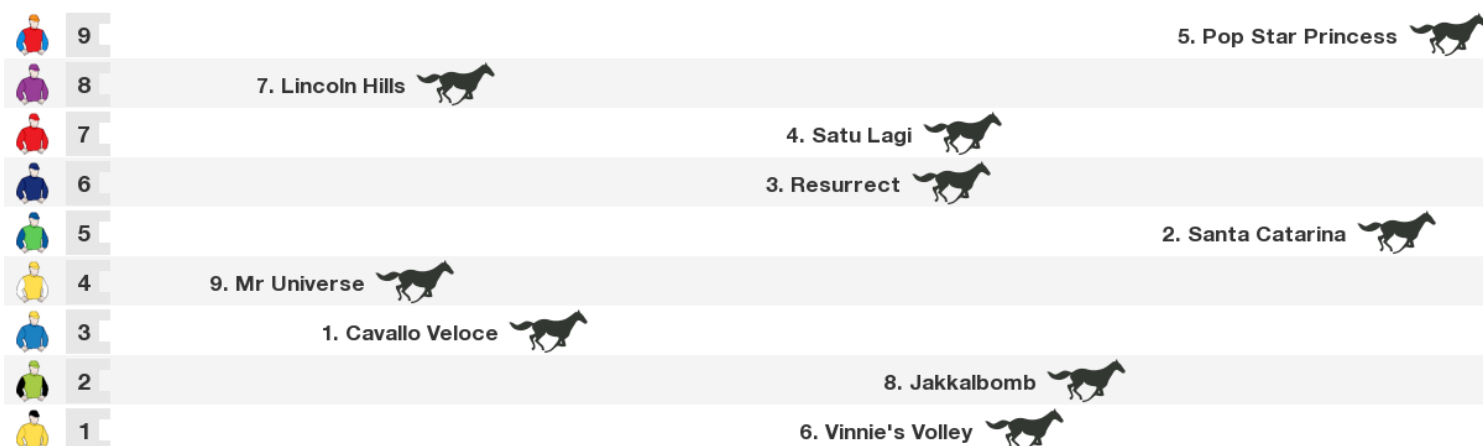 9 5. Pop Star Princess
8 7. Lincoln Hills
7 4. Satu Lagi
6 3. Resurrect
5 2. Santa Catarina
4 9. Mr Universe
3 1. Cavallo Veloce
2 8. Jakkalbomb
1 6. Vinnie's Volley